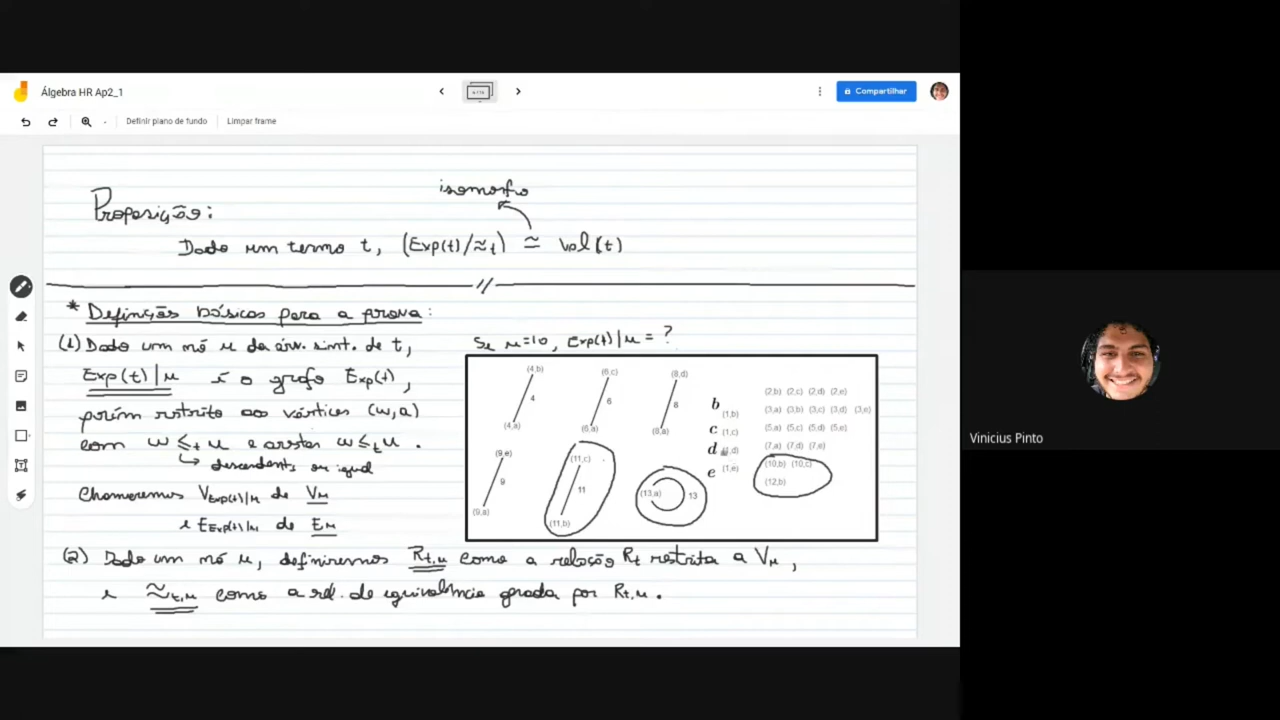 Álgebra HR Ap2_1
Compartilhar
Definir plano de fundo
Limpar frame
isomorfo
Proposição:
Dado um termo t, (Exp(t)/≈t) ≃ val(t)
//
* Definições básicas para a prova:
(1) Dado um nó u da árv. sint. de t,
Exp(t)|u é o grafo Exp(t),
porém restrito aos vértices (w,a)
com w ≤t u e arestas w ≤t u.
↳ descendente ou igual
Chamaremos VExp(t)|u de Vu
e EExp(t)|u de Eu
Se u=10, Exp(t)|u = ?
(4,b) (6,c) (8,d)
4 6 8
(4,a) (6,a) (8,a)
b (1,b)
c (1,c)
d (1,d)
e (1,e)
(2,b) (2,c) (2,d) (2,e)
(3,a) (3,b) (3,c) (3,d) (3,e)
(5,a) (5,c) (5,d) (5,e)
(7,a) (7,d) (7,e)
(10,b) (10,c)
(12,b)
(9,e) (11,c)
9 11 (13,a) 13
(9,a) (11,b)
(2) Dado um nó u, definiremos Rt,u como a relação Rt restrita a Vu,
e ≈t,u como a rel. de equivalência gerada por Rt,u.
Vinicius Pinto